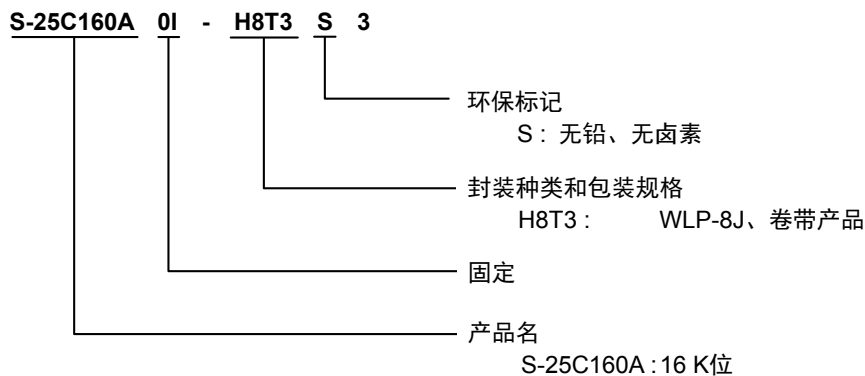 S-25C160A 0I - H8T3 S 3
环保标记
S : 无铅、无卤素
封装种类和包装规格
H8T3 : WLP-8J、卷带产品
固定
产品名
S-25C160A : 16 K位